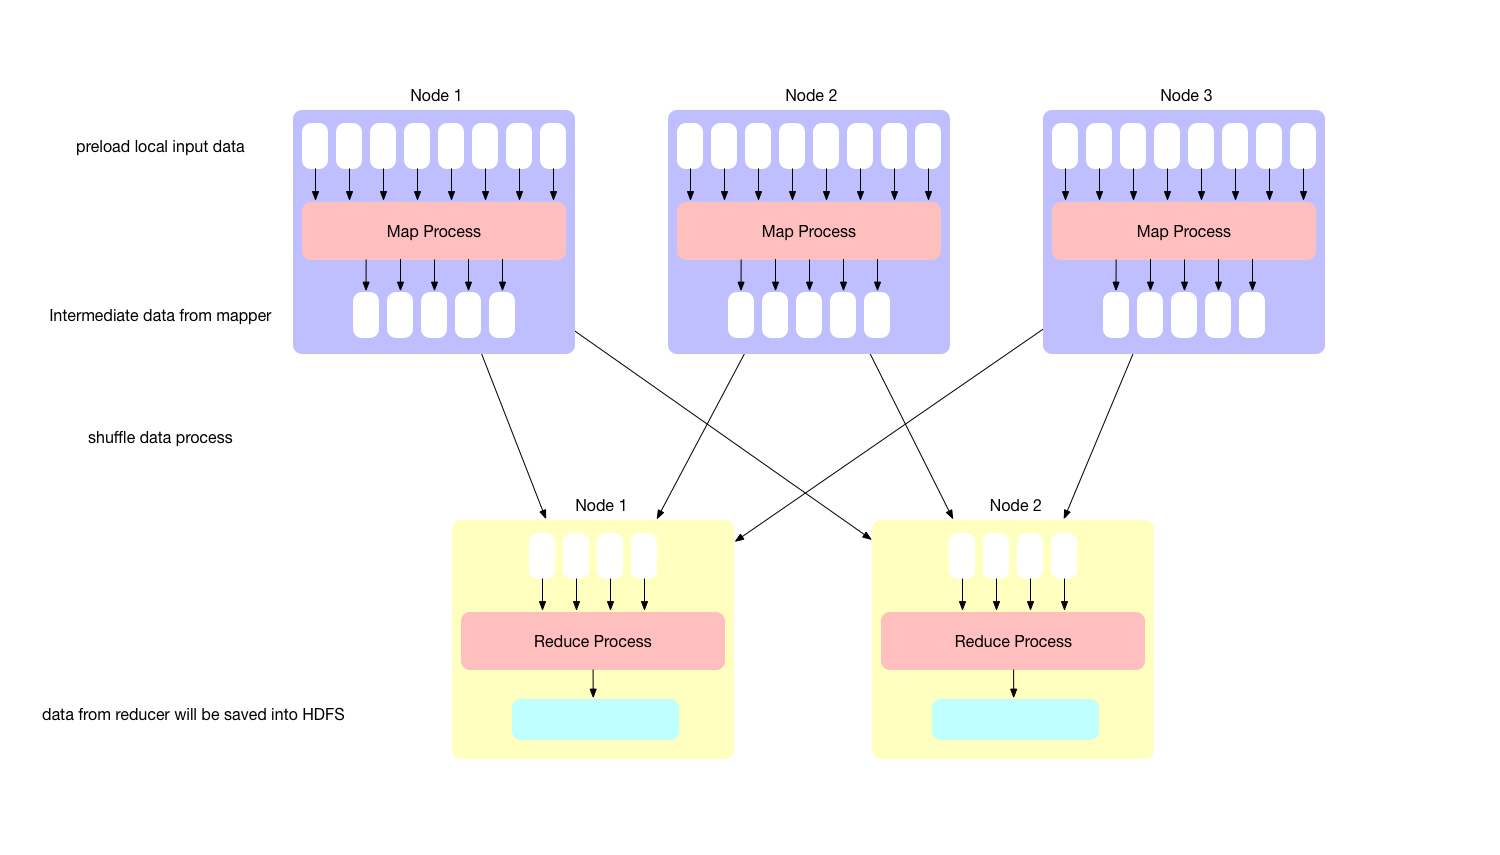 Node 1
Node 2
Node 3
preload local input data
Map Process
Map Process
Map Process
Intermediate data from mapper
shuffle data process
Node 1
Node 2
Reduce Process
Reduce Process
data from reducer will be saved into HDFS